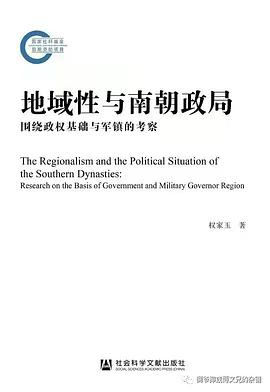 国家社科基金
后期资助项目
地域性与南朝政局
围绕政权基础与军镇的考察
The Regionalism and the Political Situation of
the Southern Dynasties:
Research on the Basis of Government and Military Governor Region
权家玉 著
社会科学文献出版社
SOCIAL SCIENCES ACADEMIC PRESS (CHINA)